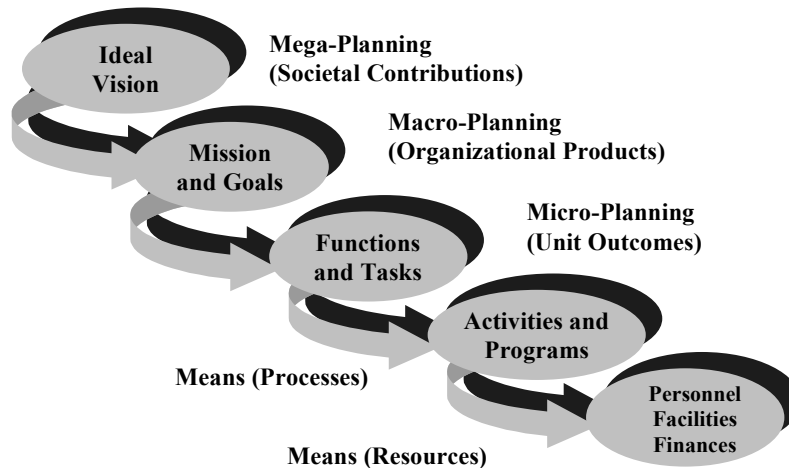 Ideal
Vision
Mega-Planning
(Societal Contributions)
Mission
and Goals
Macro-Planning
(Organizational Products)
Functions
and Tasks
Micro-Planning
(Unit Outcomes)
Activities and
Programs
Means (Processes)
Personnel
Facilities
Finances
Means (Resources)